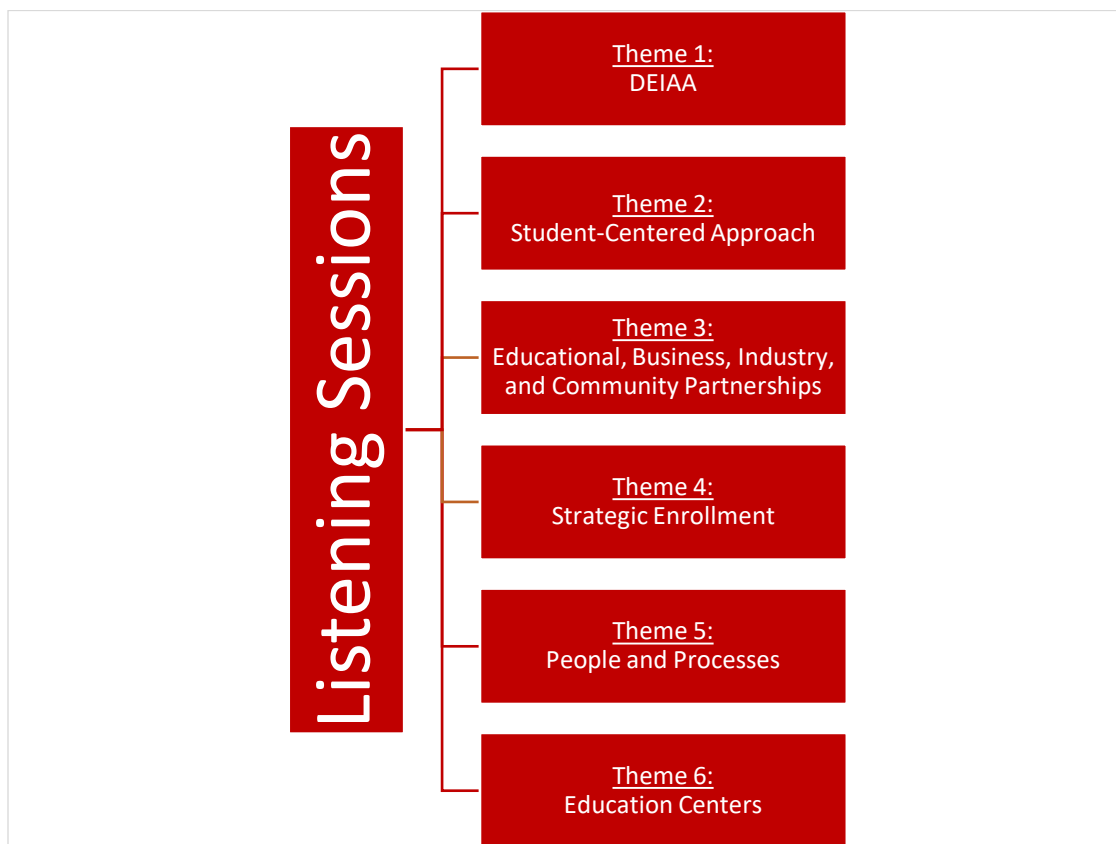 Listening Sessions
Theme 1:
DEIAA
Theme 2:
Student-Centered Approach
Theme 3:
Educational, Business, Industry,
and Community Partnerships
Theme 4:
Strategic Enrollment
Theme 5:
People and Processes
Theme 6:
Education Centers